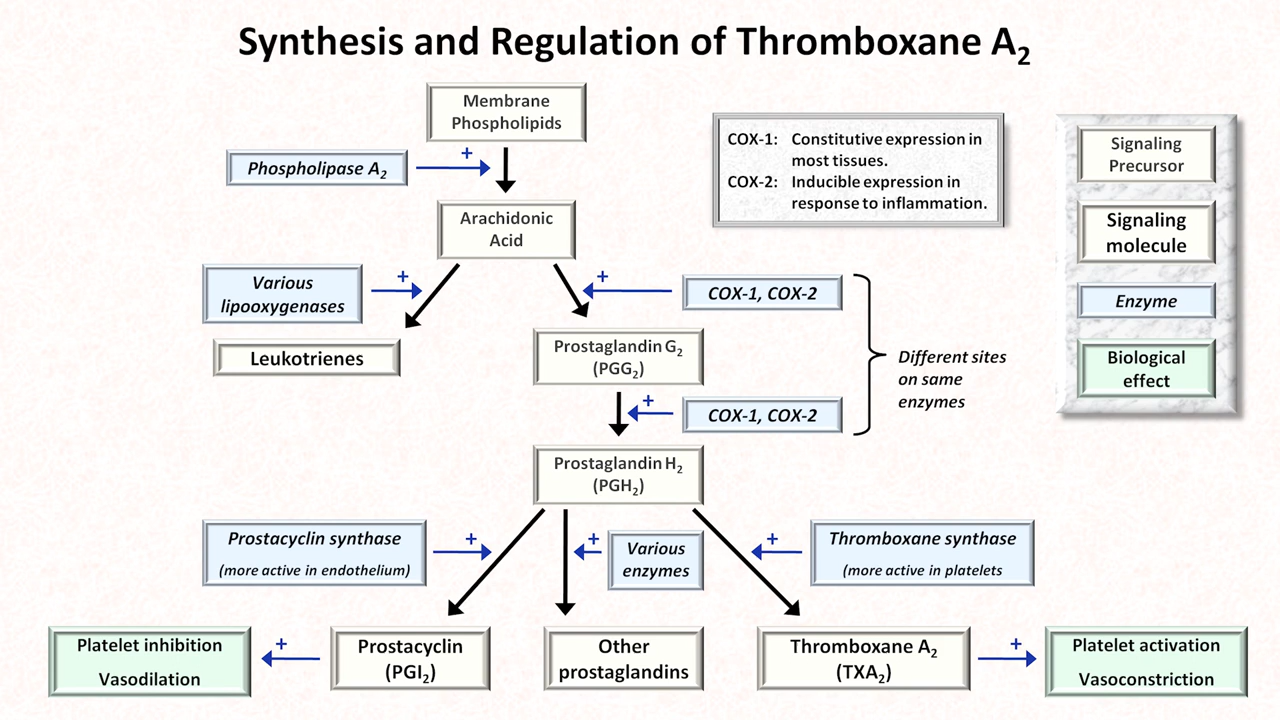 Synthesis and Regulation of Thromboxane A₂
Membrane
Phospholipids
Phospholipase A₂
+
Arachidonic
Acid
COX-1: Constitutive expression in
most tissues.
COX-2: Inducible expression in
response to inflammation.
Signaling
Precursor
Signaling
molecule
Enzyme
Biological
effect
Various
lipooxygenases
+
+
COX-1, COX-2
Leukotrienes
Prostaglandin G₂
(PGG₂)
+
COX-1, COX-2
Different sites
on same
enzymes
Prostaglandin H₂
(PGH₂)
Prostacyclin synthase
(more active in endothelium)
+
+
Various
enzymes
+
Thromboxane synthase
(more active in platelets
Platelet inhibition
Vasodilation
+
Prostacyclin
(PGI₂)
Other
prostaglandins
Thromboxane A₂
(TXA₂)
+
Platelet activation
Vasoconstriction